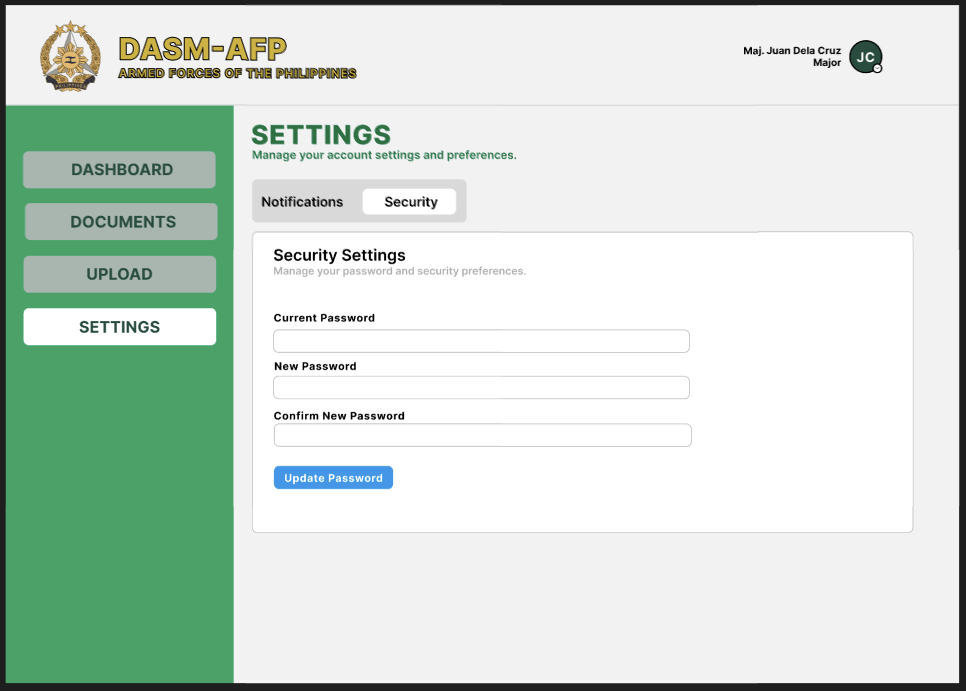 DASM-AFP
ARMED FORCES OF THE PHILIPPINES
Maj. Juan Dela Cruz
Major
JC
DASHBOARD
DOCUMENTS
UPLOAD
SETTINGS
SETTINGS
Manage your account settings and preferences.
Notifications
Security
Security Settings
Manage your password and security preferences.
Current Password
New Password
Confirm New Password
Update Password